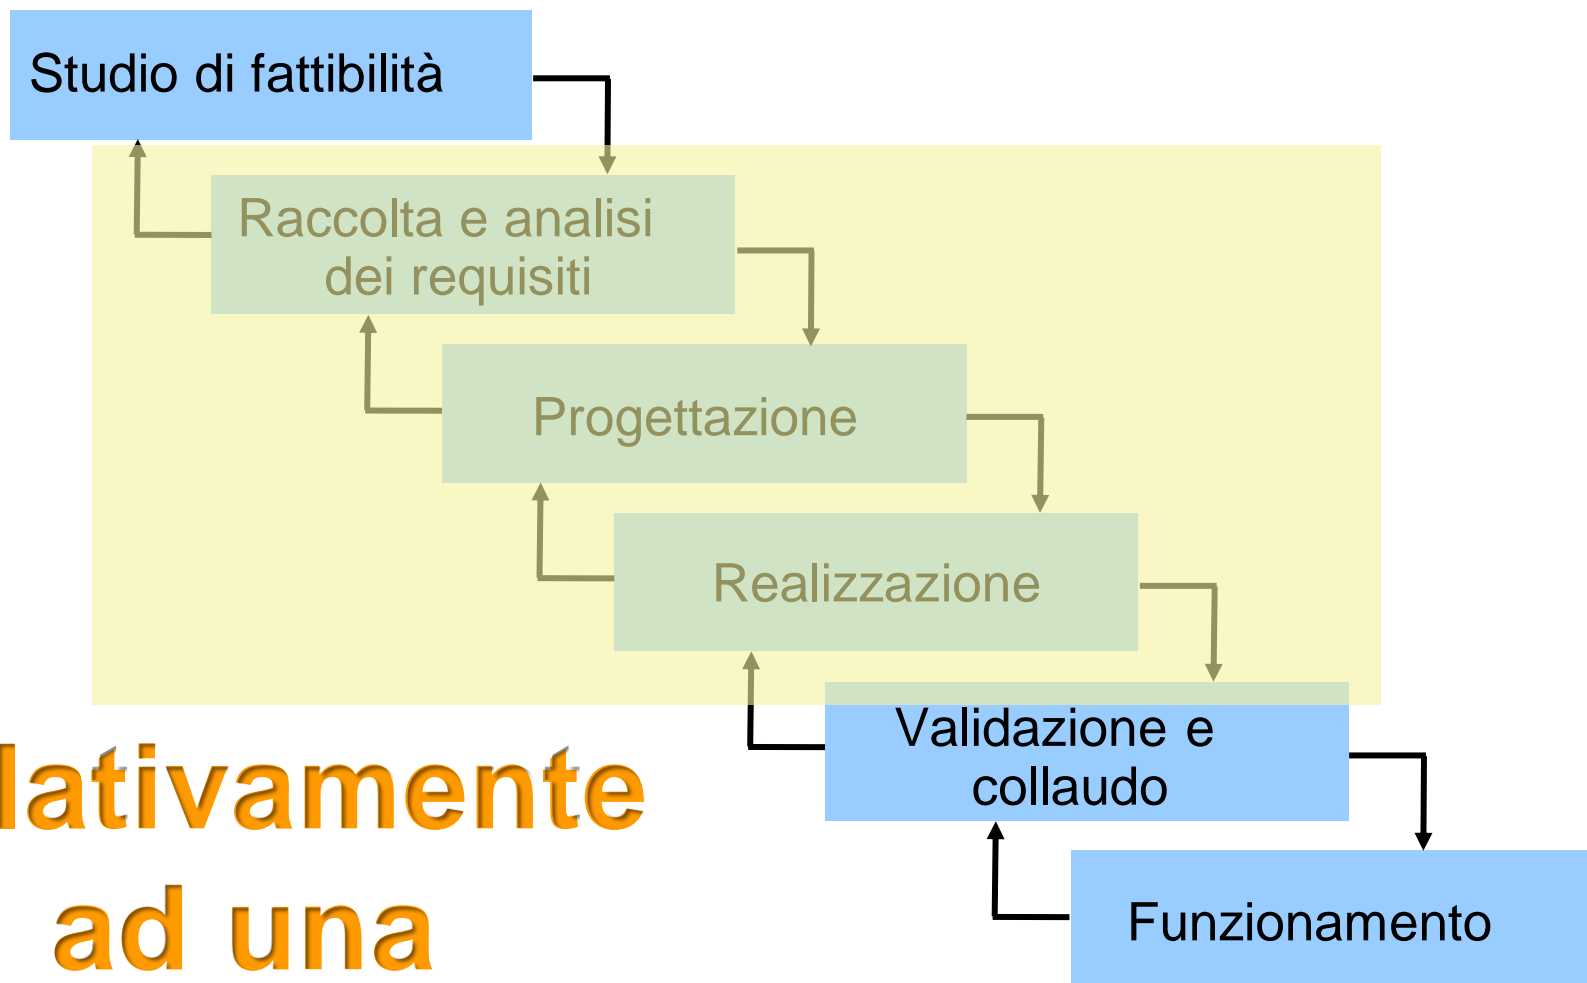 Studio di fattibilità
Raccolta e analisi
dei requisiti
Progettazione
Realizzazione
Validazione e
collaudo
lativamente
ad una
Funzionamento